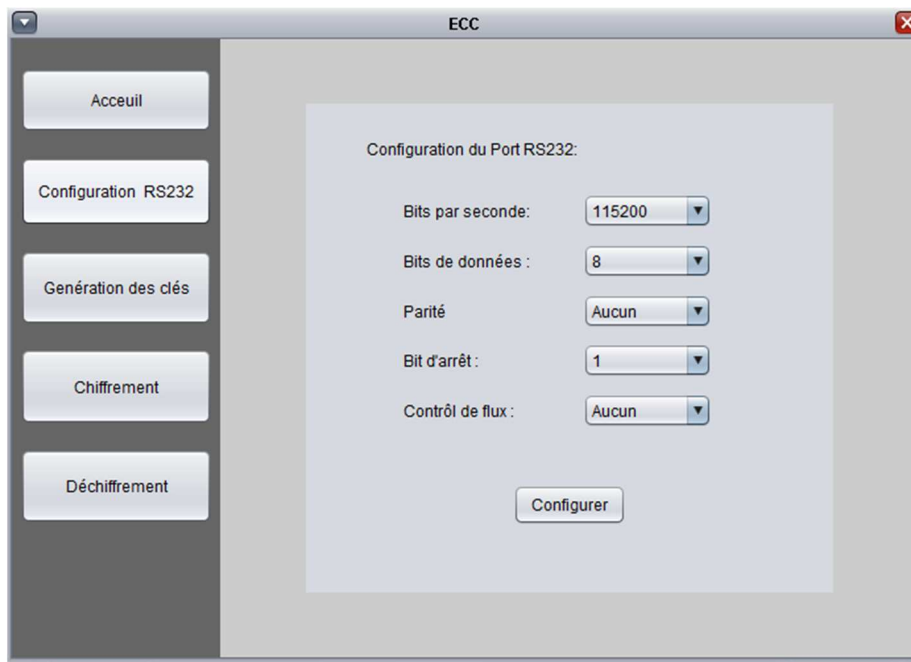 ECC
Acceuil
Configuration RS232
Genération des clés
Chiffrement
Déchiffrement
Configuration du Port RS232:
Bits par seconde: 115200
Bits de données : 8
Parité Aucun
Bit d'arrêt : 1
Contrôl de flux : Aucun
Configurer